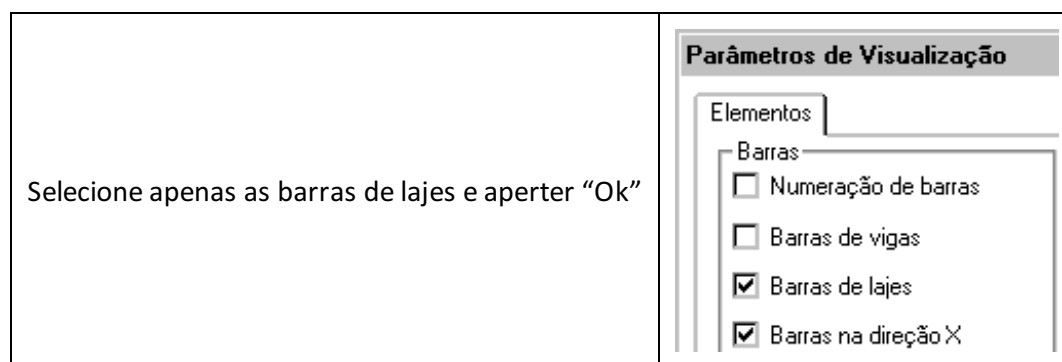 Selecione apenas as barras de lajes e aperter “Ok”
Parâmetros de Visualização
Elementos
Barras
Numeração de barras
Barras de vigas
Barras de lajes
Barras na direção X